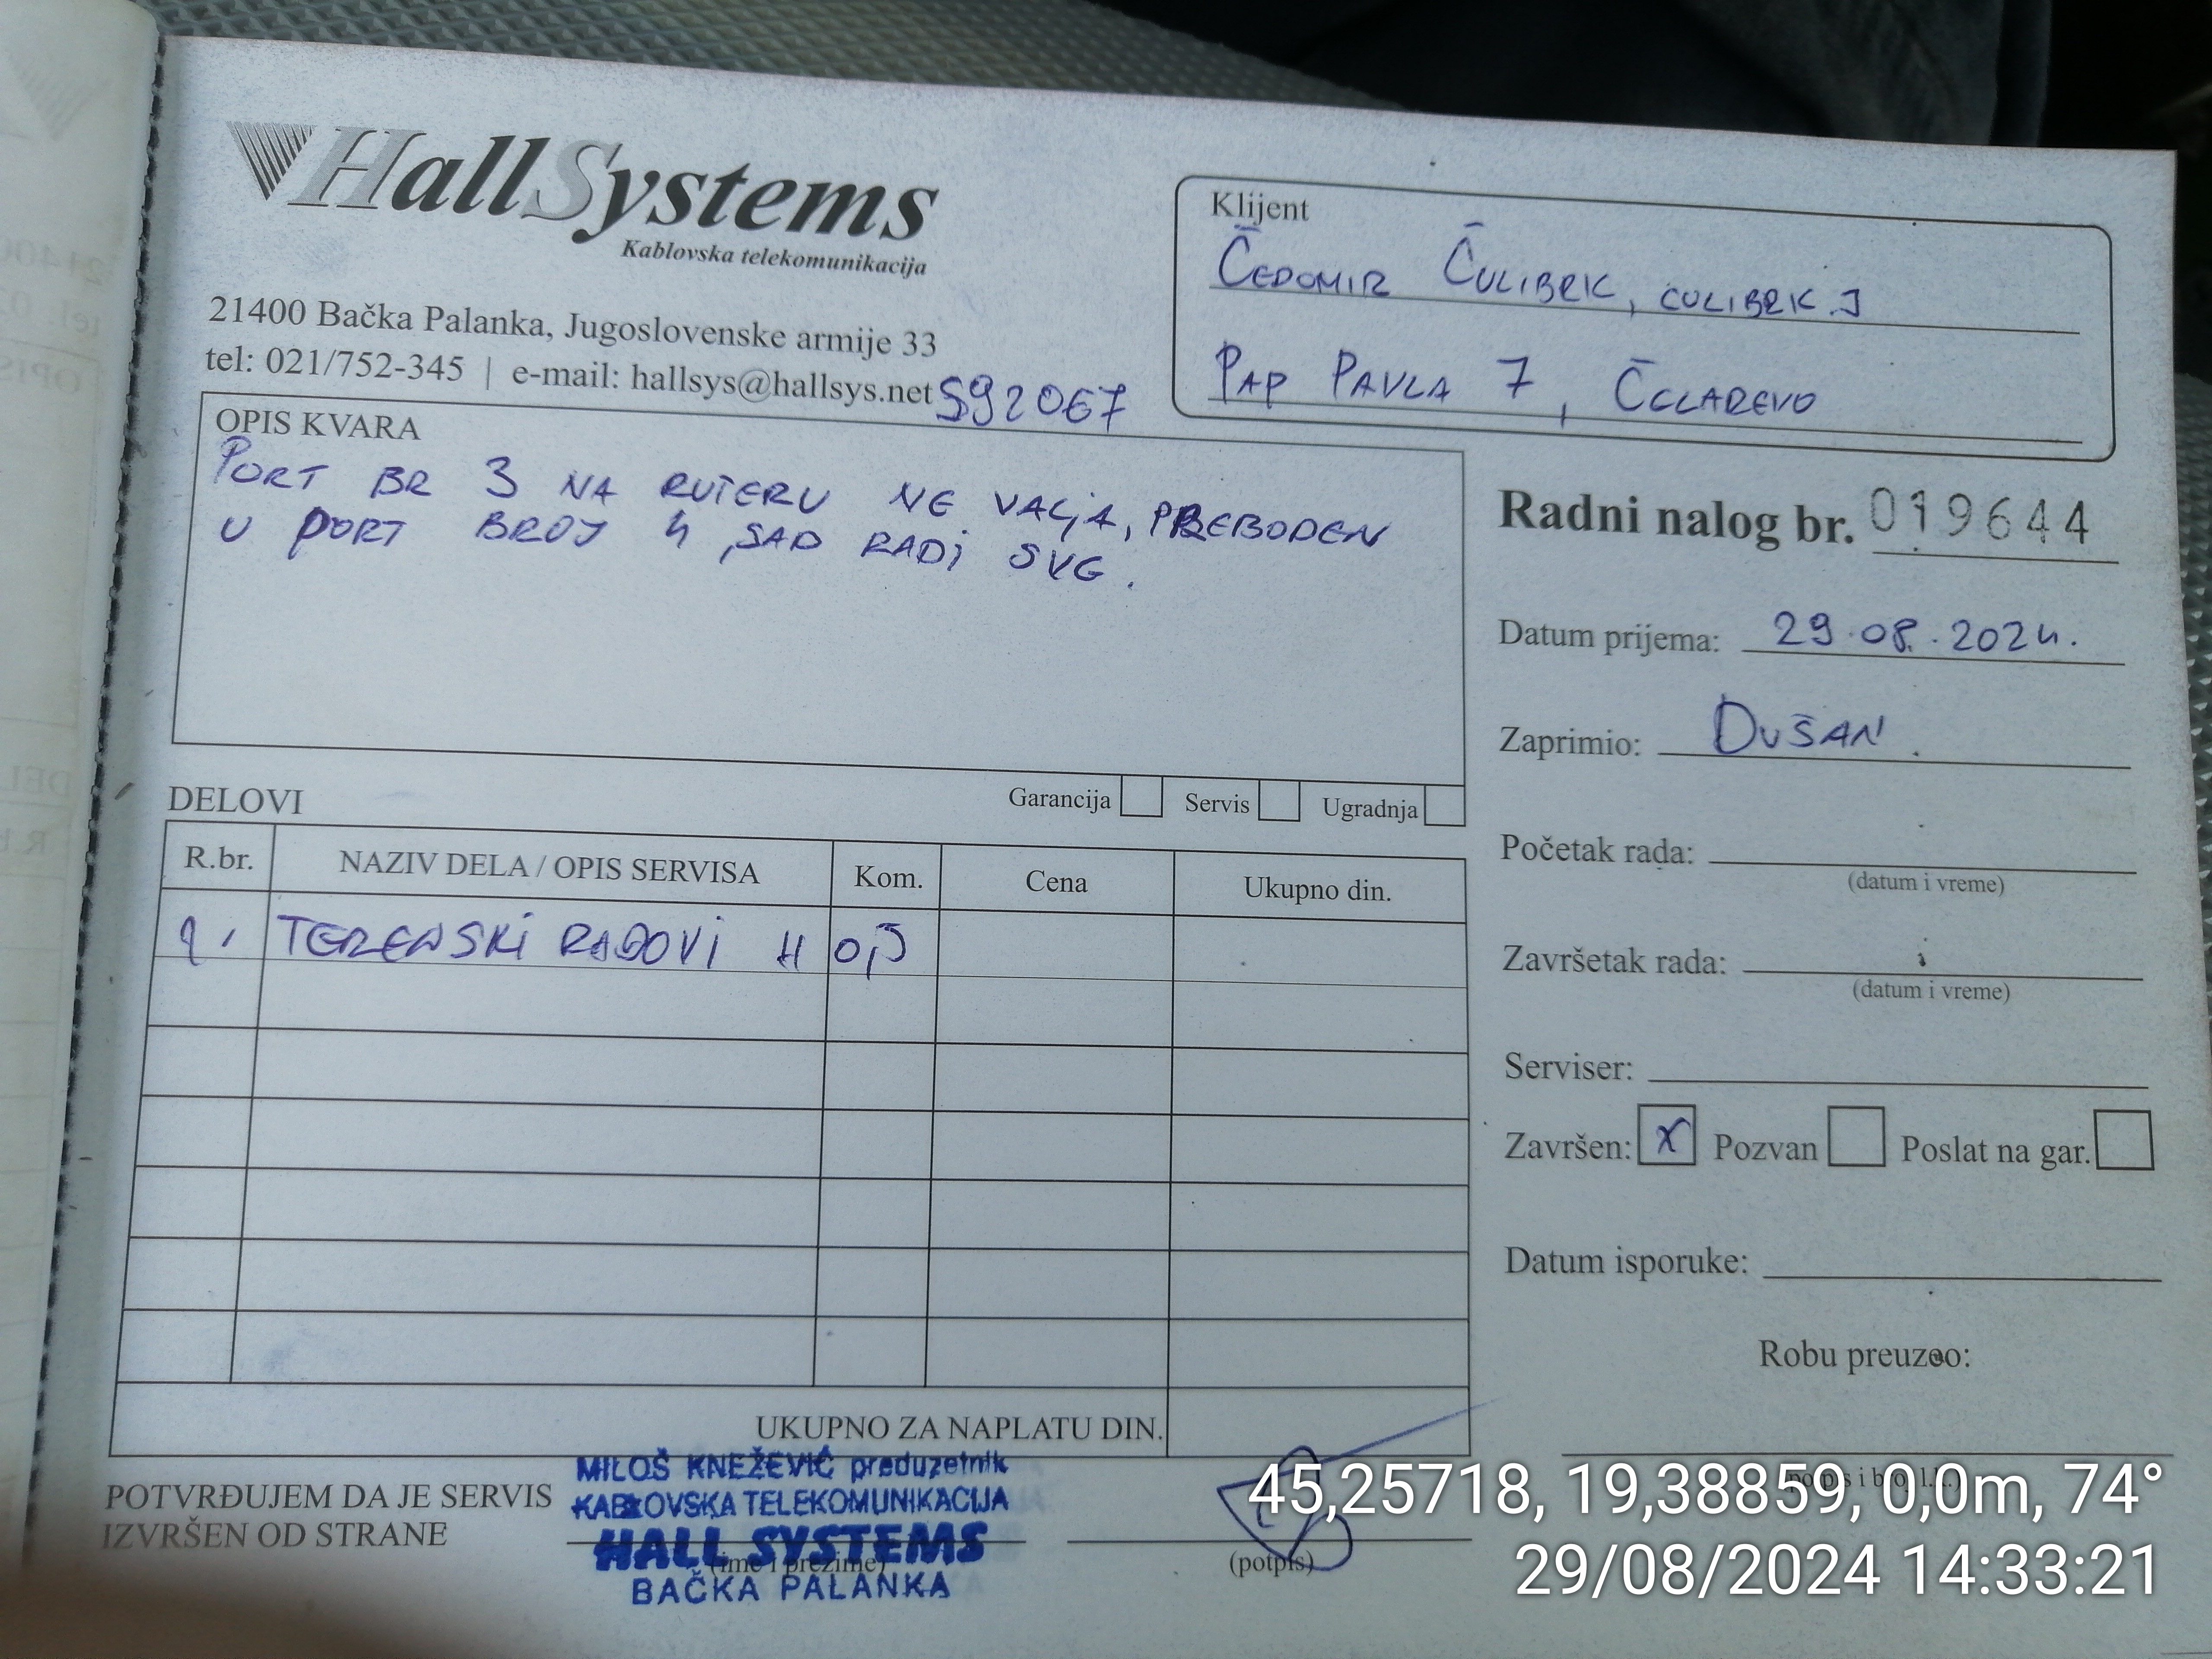 HallSystems
Kablovska telekomunikacija
21400 Bačka Palanka, Jugoslovenske armije 33
tel: 021/752-345 | e-mail: hallsys@hallsys.net
S92067
Klijent
ČEDOMIR ČULIBRK, CULIBRK.J
PAP PAVLA 7, ČELAREVO
OPIS KVARA
PORT BR 3 NA RUTERU NE VALJA, PREBODEN
U PORT BROJ 4, SAD RADI SVE.
Radni nalog br. 019644
Datum prijema: 29.08.2024.
Zaprimio: DUŠAN
Početak rada:
(datum i vreme)
Završetak rada:
(datum i vreme)
Serviser:
Završen: X Pozvan Poslat na gar.
Datum isporuke:
Robu preuzeo:
Garancija Servis Ugradnja
DELOVI
R.br. NAZIV DELA / OPIS SERVISA Kom. Cena Ukupno din.
1. TERENSKI RADOVI H 0,5
UKUPNO ZA NAPLATU DIN.
POTVRĐUJEM DA JE SERVIS
IZVRŠEN OD STRANE
MILOŠ KNEŽEVIĆ preduzetnik
KABLOVSKA TELEKOMUNIKACIJA
HALL SYSTEMS
BAČKA PALANKA
(ime i prezime)
(potpis)
45,25718, 19,38859, 0,0m, 74°
29/08/2024 14:33:21